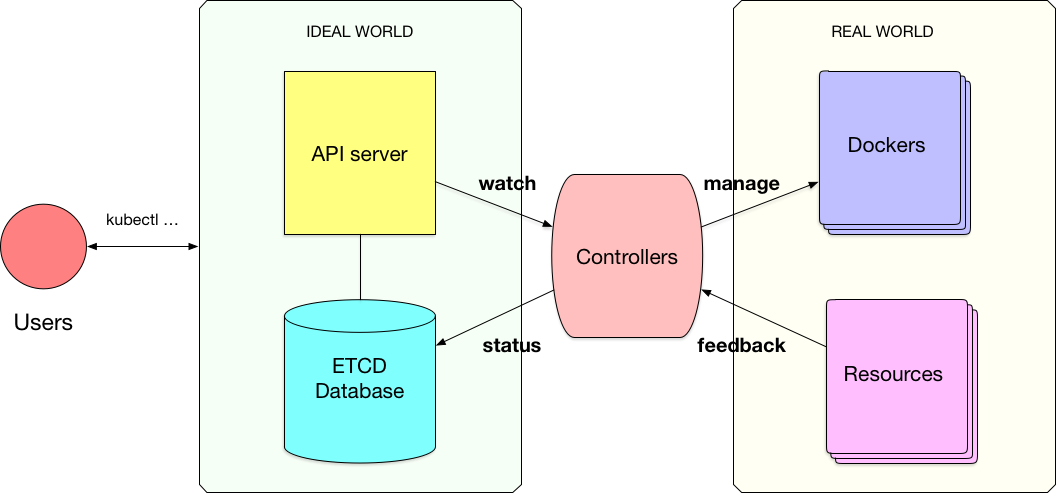 IDEAL WORLD
REAL WORLD
API server
Dockers
watch
manage
kubectl ...
Controllers
Users
status
feedback
ETCD
Database
Resources